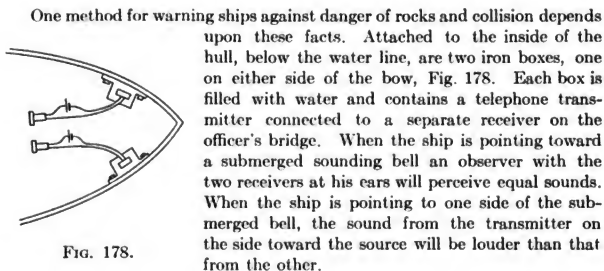 One method for warning ships against danger of rocks and collision depends
upon these facts. Attached to the inside of the
hull, below the water line, are two iron boxes, one
on either side of the bow, Fig. 178. Each box is
filled with water and contains a telephone trans-
mitter connected to a separate receiver on the
officer's bridge. When the ship is pointing toward
a submerged sounding bell an observer with the
two receivers at his ears will perceive equal sounds.
When the ship is pointing to one side of the sub-
merged bell, the sound from the transmitter on
the side toward the source will be louder than that
from the other.
FIG. 178.